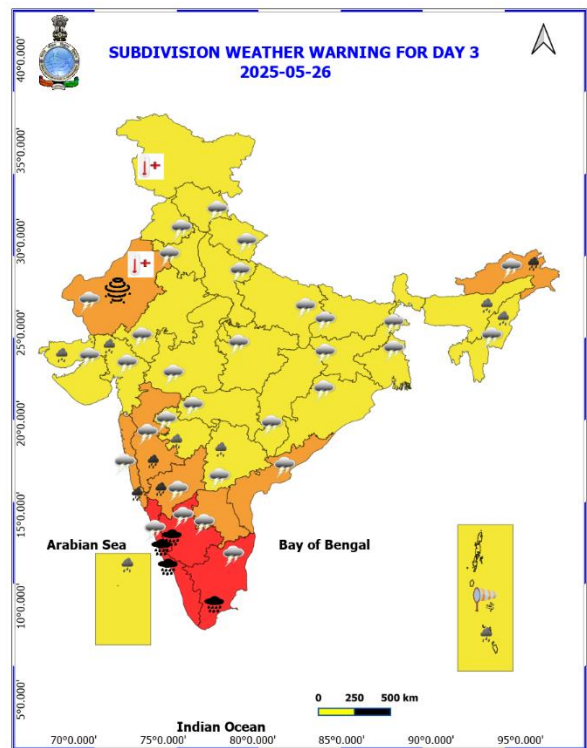 SUBDIVISION WEATHER WARNING FOR DAY 3
2025-05-26
40°0.000'
35°0.000'
30°0.000'
25°0.000'
20°0.000'
15°0.000'
10°0.000'
5°0.000'
Arabian Sea
Bay of Bengal
0 250 500 km
Indian Ocean
70°0.000' 75°0.000' 80°0.000' 85°0.000' 90°0.000' 95°0.000'